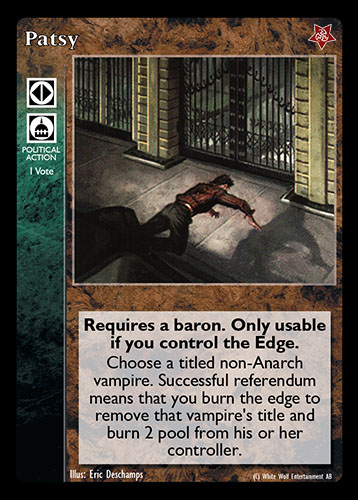 Patsy
POLITICAL
ACTION
1 Vote
Requires a baron. Only usable
if you control the Edge.
Choose a titled non-Anarch
vampire. Successful referendum
means that you burn the edge to
remove that vampire's title and
burn 2 pool from his or her
controller.
Illus: Eric Deschamps
(C) White Wolf Entertainment AB